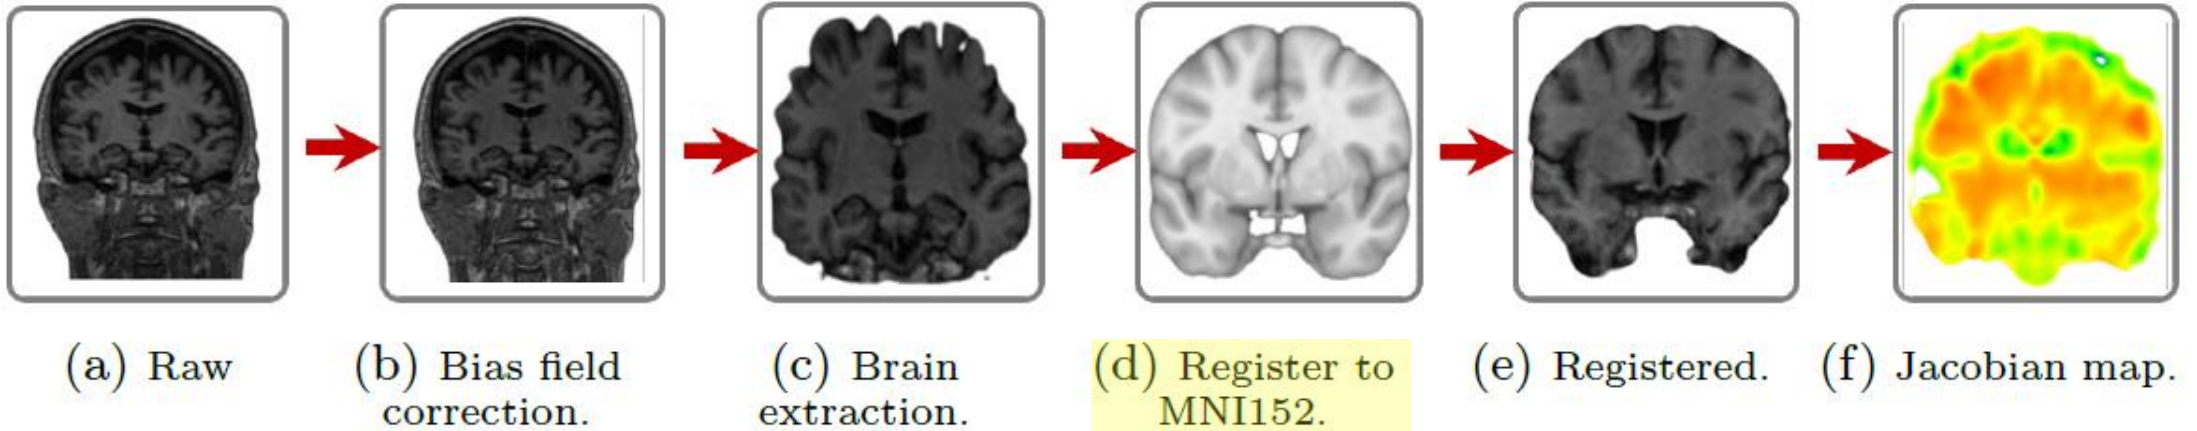 (a) Raw
(b) Bias field
correction.
(c) Brain
extraction.
(d) Register to
MNI152.
(e) Registered.
(f) Jacobian map.